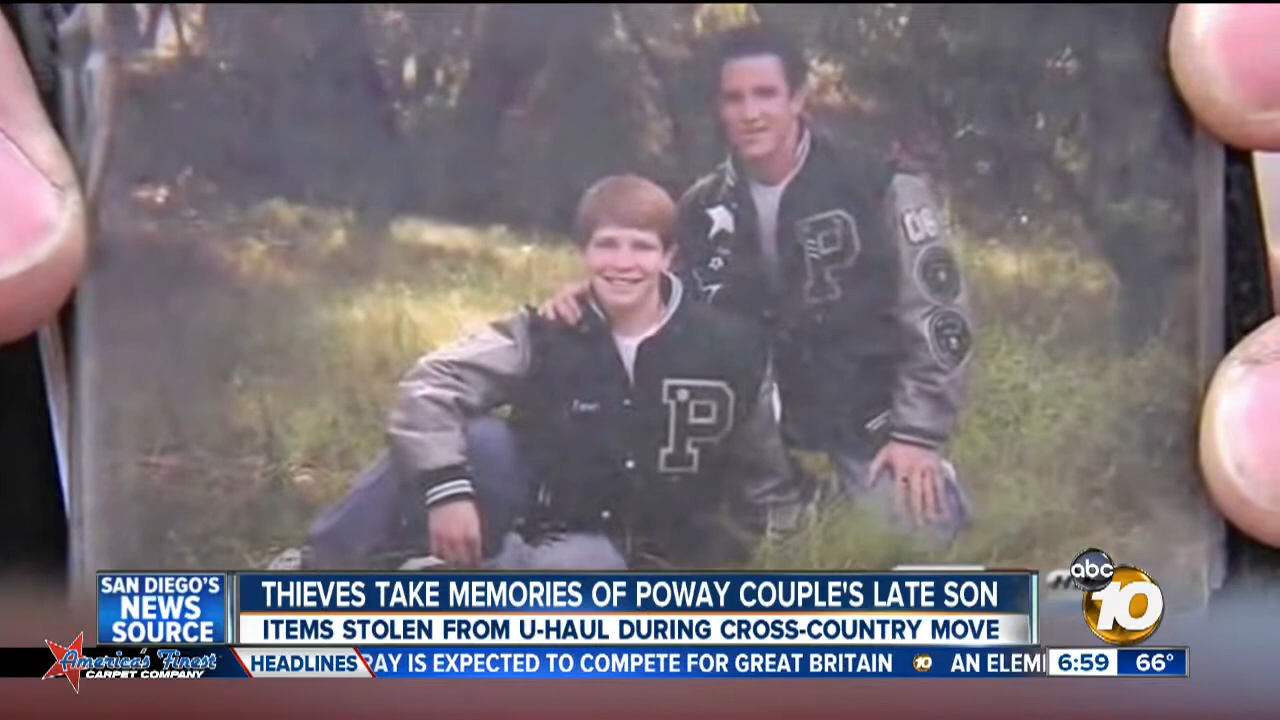 P
P
06
SAN DIEGO'S
NEWS
SOURCE
THIEVES TAKE MEMORIES OF POWAY COUPLE'S LATE SON
ITEMS STOLEN FROM U-HAUL DURING CROSS-COUNTRY MOVE
abc
10
America's Finest
CARPET COMPANY
HEADLINES
RAY IS EXPECTED TO COMPETE FOR GREAT BRITAIN 10 AN ELEM
6:59
66°